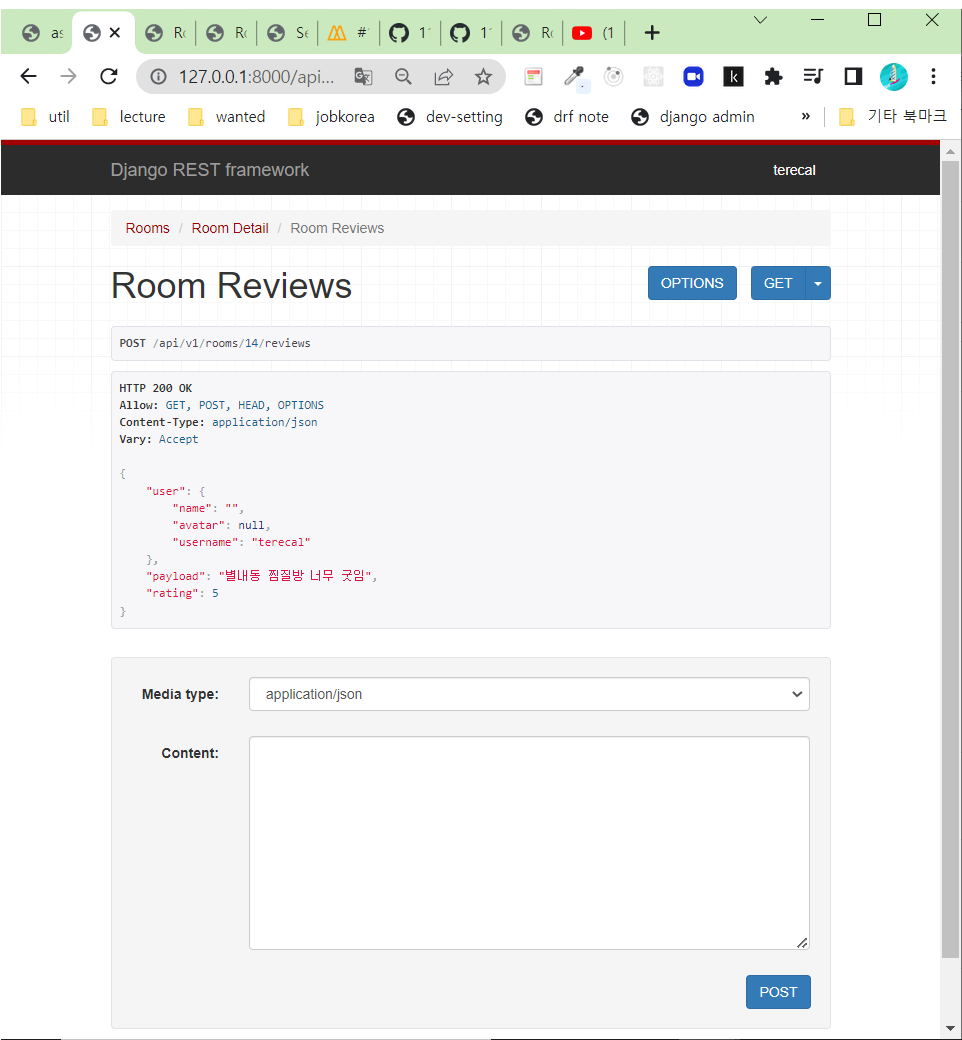 as
Ro
Ro
Se
#1
1
1
Ro
(1
127.0.0.1:8000/api...
util
lecture
wanted
jobkorea
dev-setting
drf note
django admin
»
기타 북마크
Django REST framework
terecal
Rooms / Room Detail / Room Reviews
Room Reviews
OPTIONS
GET
POST /api/v1/rooms/14/reviews
HTTP 200 OK
Allow: GET, POST, HEAD, OPTIONS
Content-Type: application/json
Vary: Accept
{
    "user": {
        "name": "",
        "avatar": null,
        "username": "terecal"
    },
    "payload": "별내동 찜질방 너무 굿임",
    "rating": 5
}
Media type:
application/json
Content:
POST